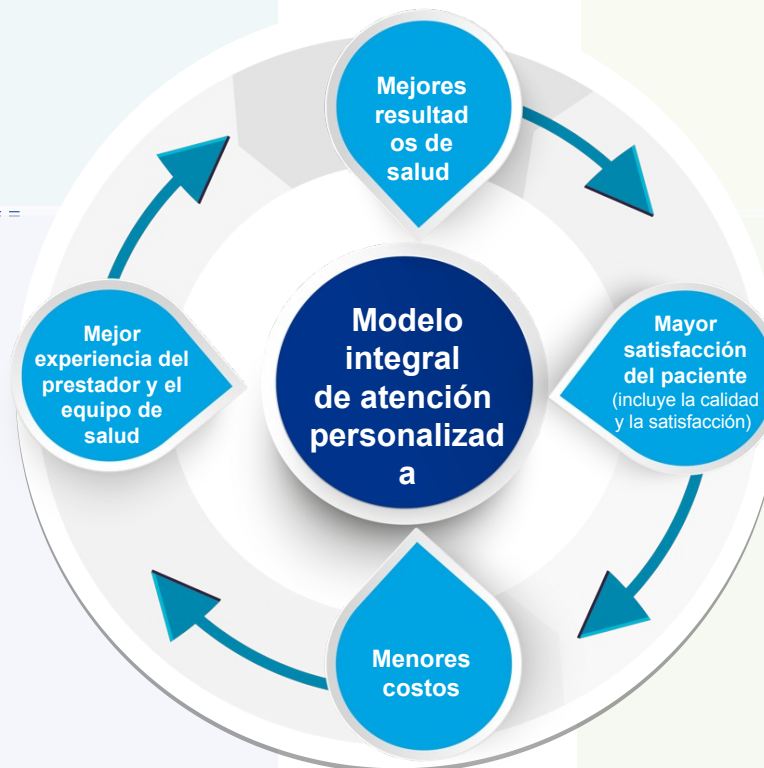 Mejores
resultad
os de
salud
Mayor
satisfacción
del paciente
(incluye la calidad
y la satisfacción)
Modelo
integral
de atención
personalizad
a
Mejor
experiencia del
prestador y el
equipo de
salud
Menores
costos